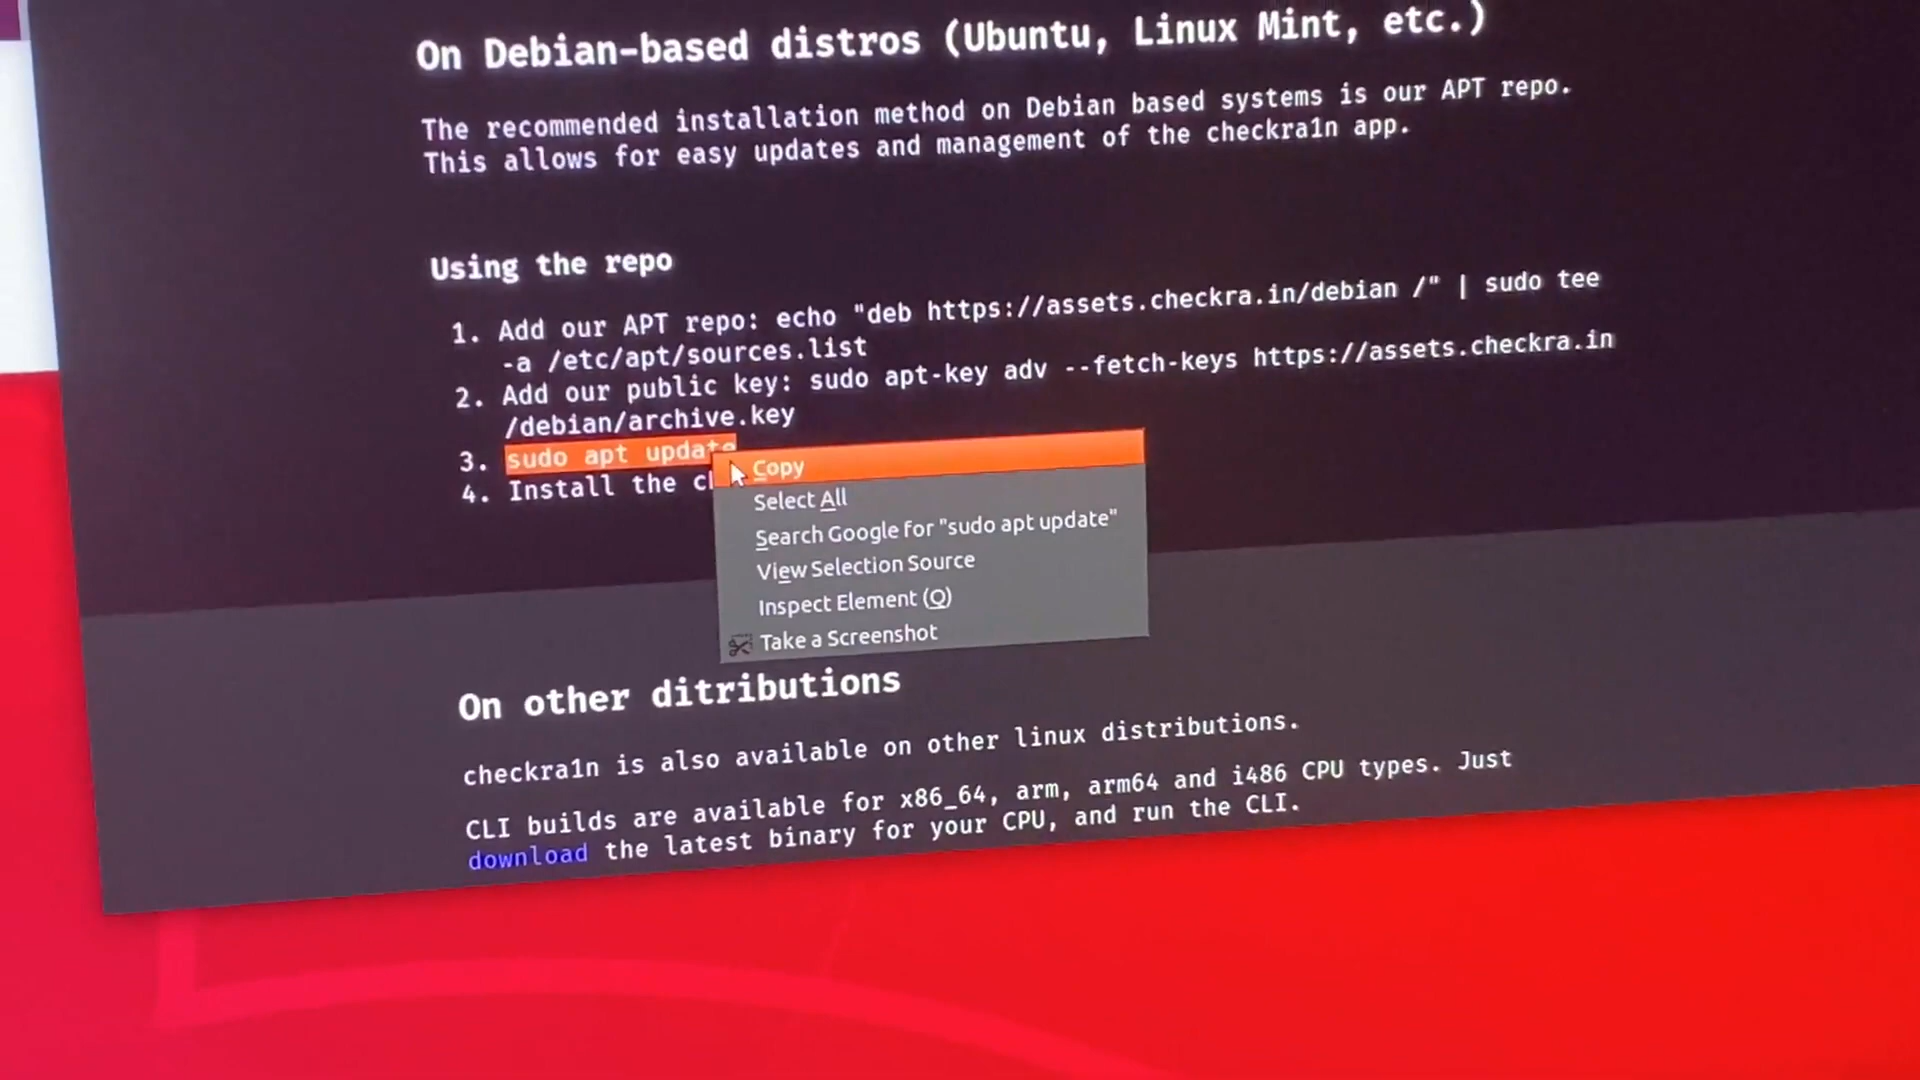 On Debian-based distros (Ubuntu, Linux Mint, etc.)
The recommended installation method on Debian based systems is our APT repo.
This allows for easy updates and management of the checkra1n app.
Using the repo
1. Add our APT repo: echo "deb https://assets.checkra.in/debian /" | sudo tee
-a /etc/apt/sources.list
2. Add our public key: sudo apt-key adv --fetch-keys https://assets.checkra.in
/debian/archive.key
3. sudo apt update
4. Install the
Copy
Select All
Search Google for "sudo apt update"
View Selection Source
Inspect Element (Q)
Take a Screenshot
On other ditributions
checkra1n is also available on other linux distributions.
CLI builds are available for x86_64, arm, arm64 and i486 CPU types. Just
download the latest binary for your CPU, and run the CLI.